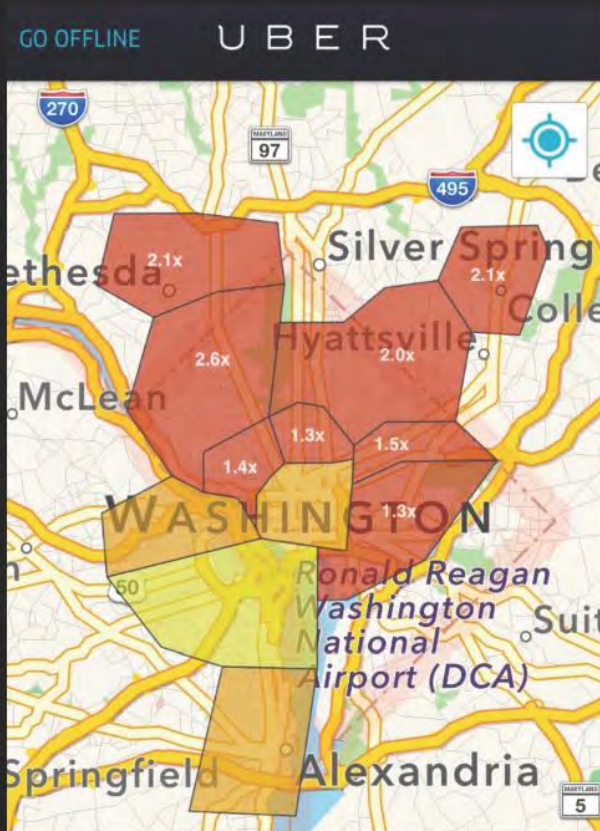 GO OFFLINE
UBER
270
MARYLAND
97
495
Silver Spring
2.1x
ethesda
2.1x
Colle
Hyattsville
2.6x
2.0x
McLean
1.3x
1.5x
1.4x
WASHINGTON
1.3x
50
Ronald Reagan
Washington
National
Airport (DCA)
Suit
Springfield
Alexandria
MARYLAND
5